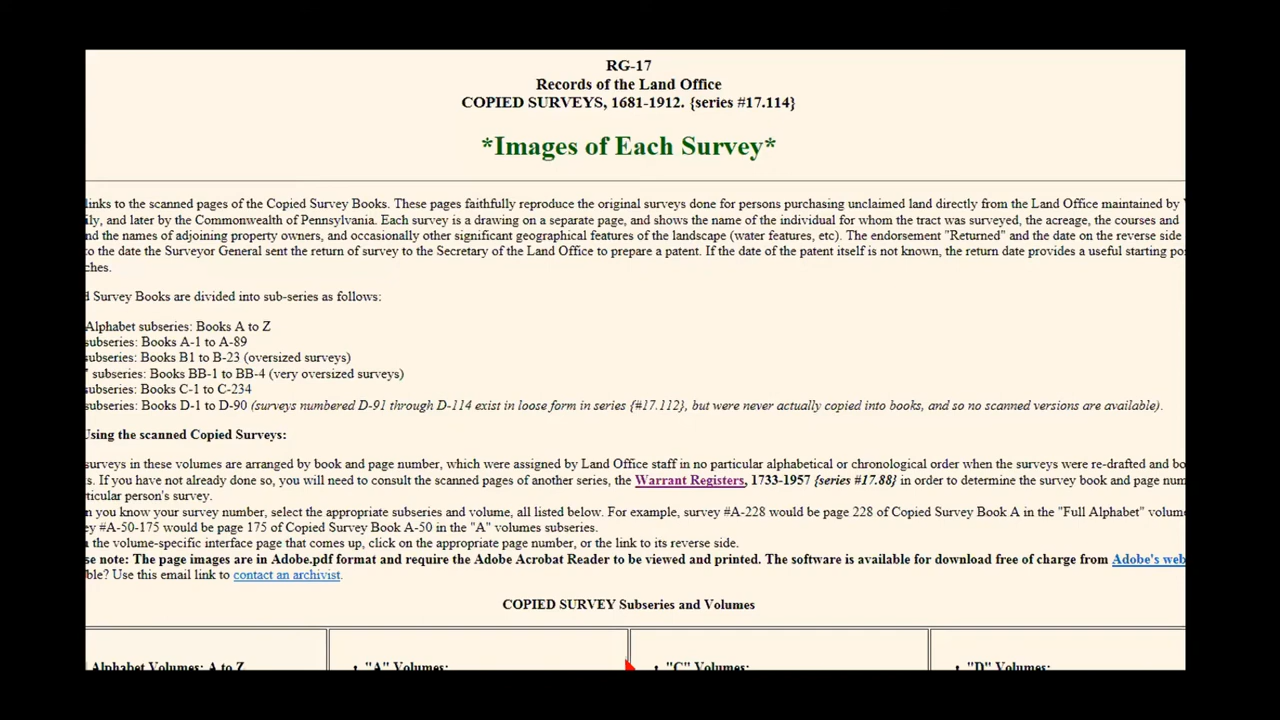 RG-17
Records of the Land Office
COPIED SURVEYS, 1681-1912. {series #17.114}
*Images of Each Survey*
links to the scanned pages of the Copied Survey Books. These pages faithfully reproduce the original surveys done for persons purchasing unclaimed land directly from the Land Office maintained by
ily, and later by the Commonwealth of Pennsylvania. Each survey is a drawing on a separate page, and shows the name of the individual for whom the tract was surveyed, the acreage, the courses and
nd the names of adjoining property owners, and occasionally other significant geographical features of the landscape (water features, etc). The endorsement "Returned" and the date on the reverse side
to the date the Surveyor General sent the return of survey to the Secretary of the Land Office to prepare a patent. If the date of the patent itself is not known, the return date provides a useful starting po
ches.
d Survey Books are divided into sub-series as follows:
Alphabet subseries: Books A to Z
subseries: Books A-1 to A-89
subseries: Books B1 to B-23 (oversized surveys)
" subseries: Books BB-1 to BB-4 (very oversized surveys)
subseries: Books C-1 to C-234
subseries: Books D-1 to D-90 (surveys numbered D-91 through D-114 exist in loose form in series {#17.112}, but were never actually copied into books, and so no scanned versions are available).
Using the scanned Copied Surveys:
surveys in these volumes are arranged by book and page number, which were assigned by Land Office staff in no particular alphabetical or chronological order when the surveys were re-drafted and bo
s. If you have not already done so, you will need to consult the scanned pages of another series, the Warrant Registers, 1733-1957 {series #17.88} in order to determine the survey book and page num
ticular person's survey.
n you know your survey number, select the appropriate subseries and volume, all listed below. For example, survey #A-228 would be page 228 of Copied Survey Book A in the "Full Alphabet" volume
ey #A-50-175 would be page 175 of Copied Survey Book A-50 in the "A" volumes subseries.
the volume-specific interface page that comes up, click on the appropriate page number, or the link to its reverse side.
se note: The page images are in Adobe.pdf format and require the Adobe Acrobat Reader to be viewed and printed. The software is available for download free of charge from Adobe's web
ble? Use this email link to contact an archivist.
COPIED SURVEY Subseries and Volumes
Alphabet Volumes: A to Z
• "A" Volumes:
• "C" Volumes:
• "D" Volumes: